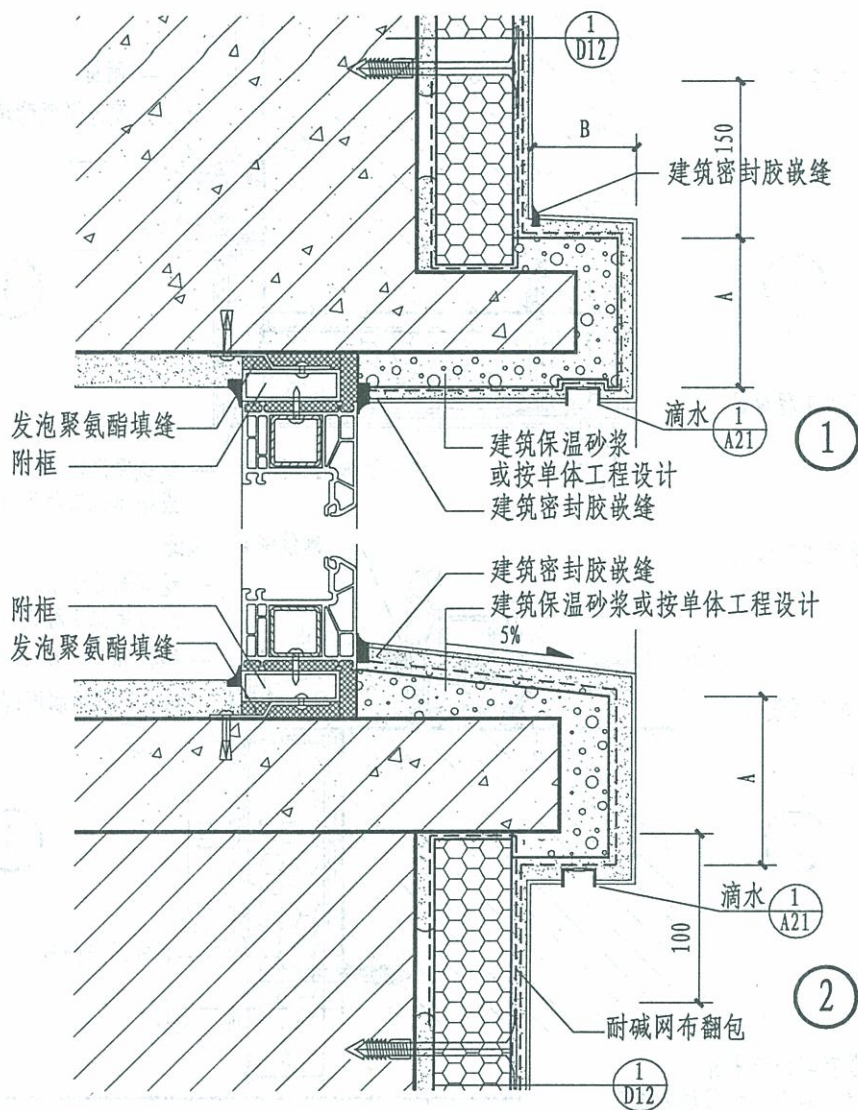 1
D12
B
150
建筑密封胶嵌缝
A
发泡聚氨酯填缝
附框
滴水
1
A21
1
建筑保温砂浆
或按单体工程设计
建筑密封胶嵌缝
建筑密封胶嵌缝
建筑保温砂浆或按单体工程设计
5%
附框
发泡聚氨酯填缝
A
滴水
1
A21
100
2
耐碱网布翻包
1
D12